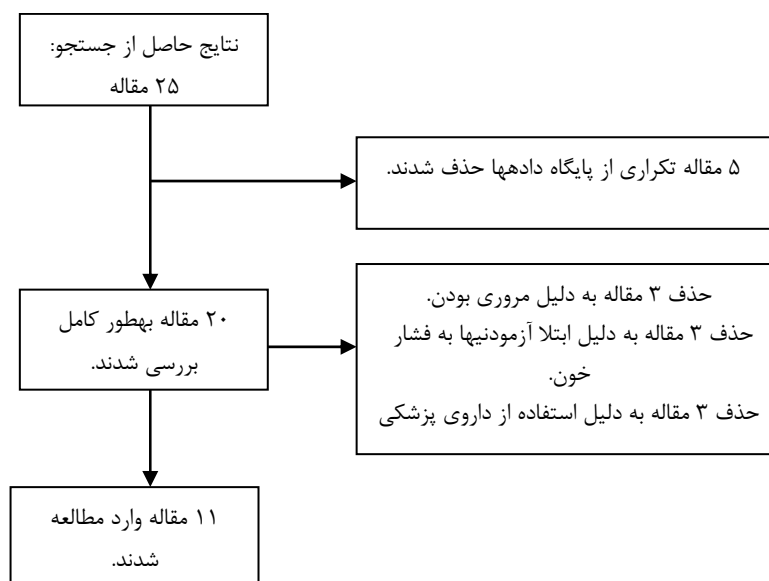 نتایج حاصل از جستجو:
۲۵ مقاله
۵ مقاله تکراری از پایگاه دادهها حذف شدند.
۲۰ مقاله بهطور کامل
بررسی شدند.
حذف ۳ مقاله به دلیل مروری بودن.
حذف ۳ مقاله به دلیل ابتلا آزمودنیها به فشار
خون.
حذف ۳ مقاله به دلیل استفاده از داروی پزشکی
۱۱ مقاله وارد مطالعه
شدند.